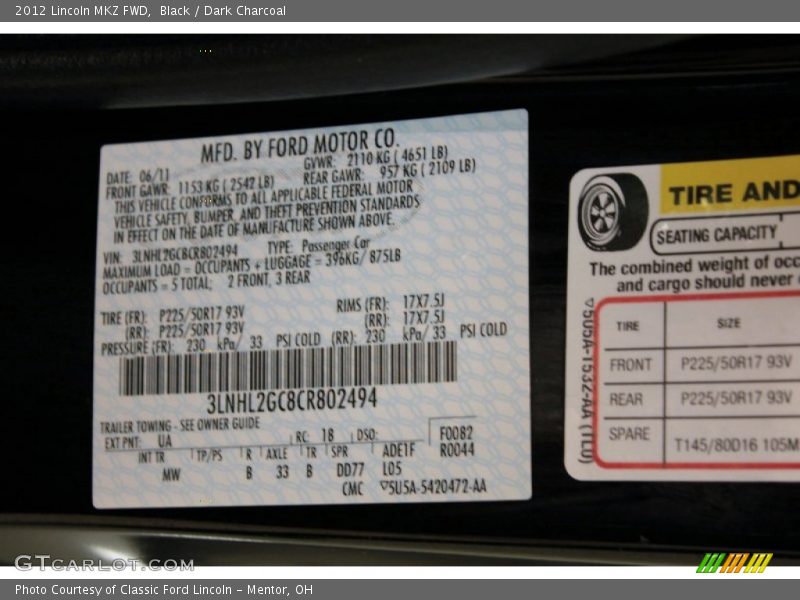 2012 Lincoln MKZ FWD, Black / Dark Charcoal
MFD. BY FORD MOTOR CO.
DATE: 06/11 GVWR: 2110 KG ( 4651 LB)
FRONT GAWR: 1153 KG ( 2542 LB) REAR GAWR: 957 KG ( 2109 LB)
THIS VEHICLE CONFORMS TO ALL APPLICABLE FEDERAL MOTOR
VEHICLE SAFETY, BUMPER, AND THEFT PREVENTION STANDARDS
IN EFFECT ON THE DATE OF MANUFACTURE SHOWN ABOVE.
VIN: 3LNHL2GC8CR802494 TYPE: Passenger Car
MAXIMUM LOAD = OCCUPANTS + LUGGAGE = 396KG/ 875LB
OCCUPANTS = 5 TOTAL; 2 FRONT, 3 REAR
TIRE (FR): P225/50R17 93V RIMS (FR): 17X7.5J
(RR): P225/50R17 93V (RR): 17X7.5J
PRESSURE (FR): 230 kPa/ 33 PSI COLD (RR): 230 kPa/ 33 PSI COLD
3LNHL2GC8CR802494
TRAILER TOWING - SEE OWNER GUIDE
EXT PNT: UA RC: 18 DSO: F0082
INT TR TP/PS R AXLE TR SPR ADE1F R0044
MW B 33 B DD77 L05
CMC ▽5U5A-5420472-AA
TIRE AND
SEATING CAPACITY
The combined weight of occ
and cargo should never
▽5U5A-1532-AA (TL0)
TIRE SIZE
FRONT P225/50R17 93V
REAR P225/50R17 93V
SPARE T145/80D16 105M
GTCARLOT.COM
Photo Courtesy of Classic Ford Lincoln - Mentor, OH